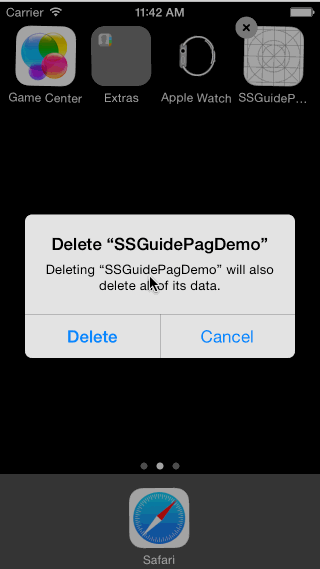 Carrier 11:42 AM
Game Center Extras Apple Watch SSGuideP...
Delete “SSGuidePagDemo”
Deleting “SSGuidePagDemo” will also
delete all of its data.
Delete Cancel
Safari